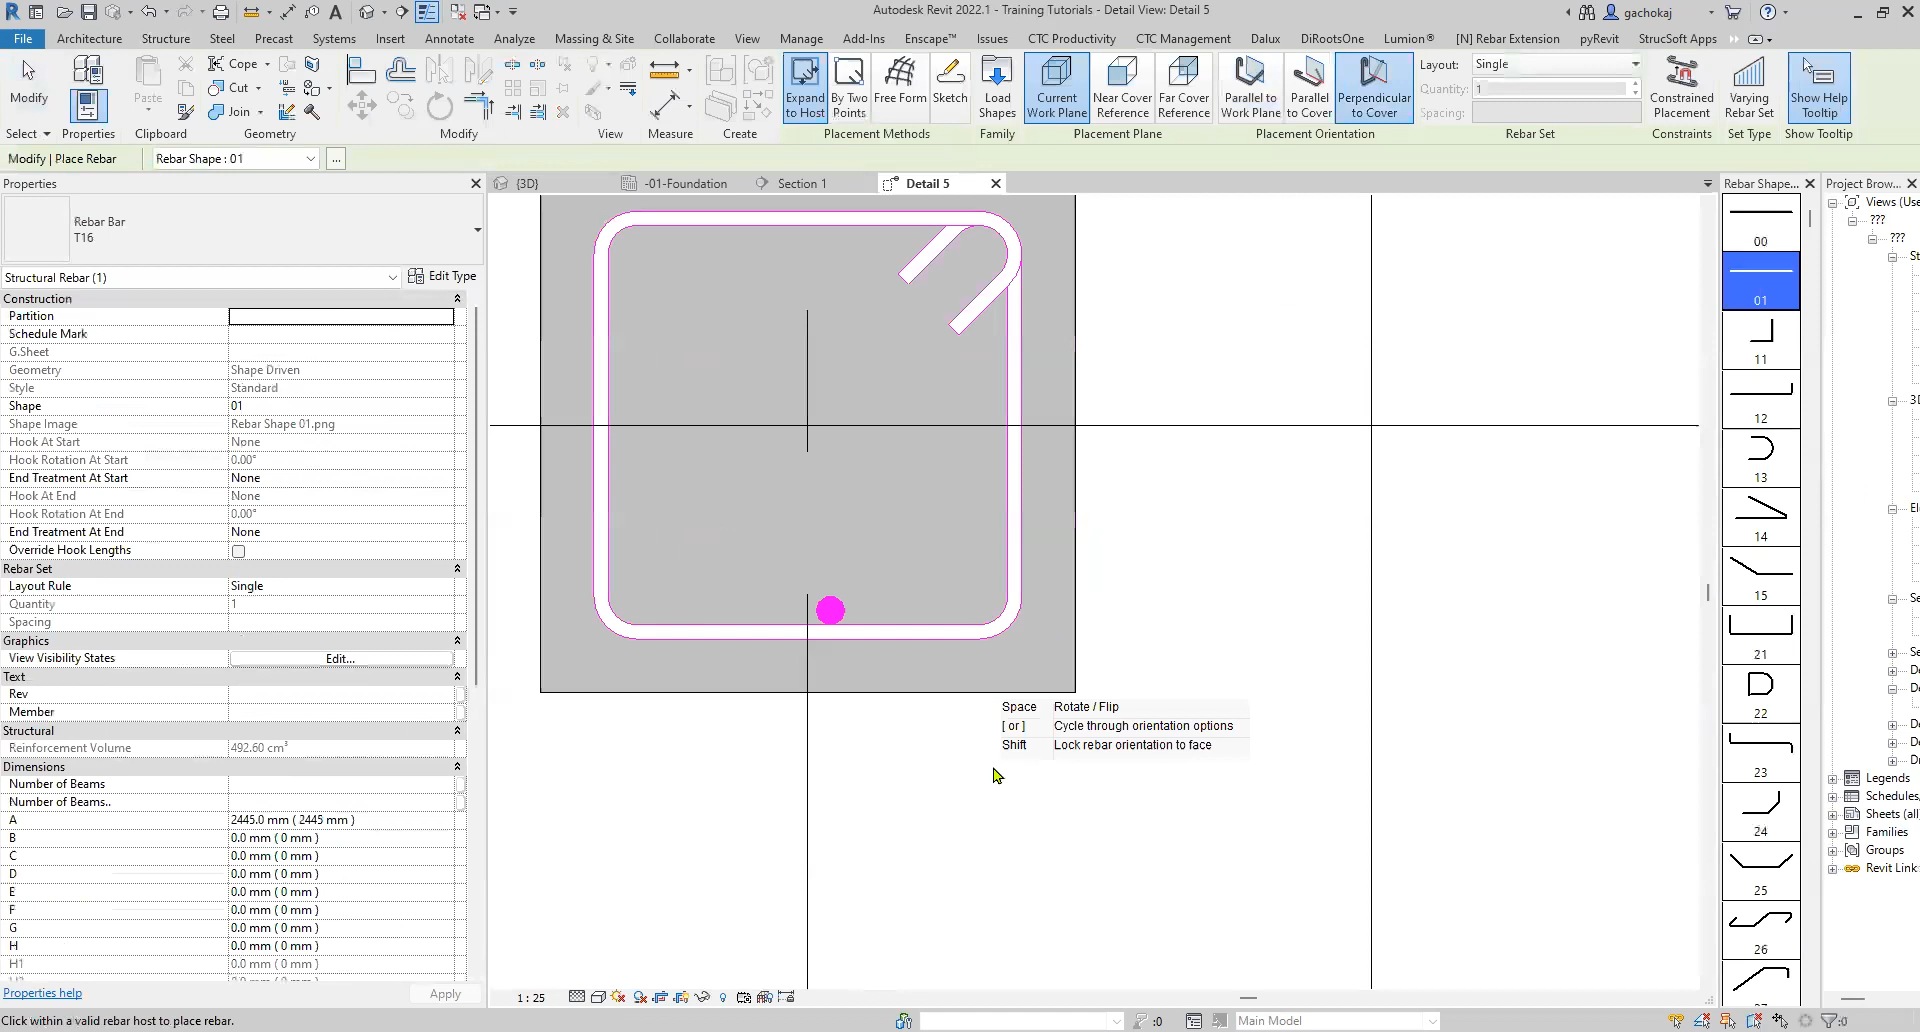 Autodesk Revit 2022.1 - Training Tutorials - Detail View: Detail 5
gachokaj
File
Architecture
Structure
Steel
Precast
Systems
Insert
Annotate
Analyze
Massing & Site
Collaborate
View
Manage
Add-Ins
Enscape™
Issues
CTC Productivity
CTC Management
Dalux
DiRootsOne
Lumion®
[N] Rebar Extension
pyRevit
StrucSoft Apps
Modify
Paste
Cope
Cut
Join
Expand
to Host
By Two
Points
Free Form
Sketch
Load
Shapes
Current
Work Plane
Near Cover
Reference
Far Cover
Reference
Parallel to
Work Plane
Parallel
to Cover
Perpendicular
to Cover
Layout:
Single
Quantity:
1
Spacing:
Constrained
Placement
Varying
Rebar Set
Show Help
Tooltip
Select
Properties
Clipboard
Geometry
Modify
View
Measure
Create
Placement Methods
Family
Placement Plane
Placement Orientation
Rebar Set
Constraints
Set Type
Show Tooltip
Modify | Place Rebar
Rebar Shape : 01
...
Properties
{3D}
-01-Foundation
Section 1
Detail 5
Rebar Shape...
Project Brow...
Rebar Bar
T16
Structural Rebar (1)
Edit Type
Construction
Partition
Schedule Mark
G.Sheet
Geometry
Shape Driven
Style
Standard
Shape
01
Shape Image
Rebar Shape 01.png
Hook At Start
None
Hook Rotation At Start
0.00°
End Treatment At Start
None
Hook At End
None
Hook Rotation At End
0.00°
End Treatment At End
None
Override Hook Lengths
Rebar Set
Layout Rule
Single
Quantity
1
Spacing
Graphics
View Visibility States
Edit...
Text
Rev
Member
Structural
Reinforcement Volume
492.60 cm³
Dimensions
Number of Beams
Number of Beams..
A
2445.0 mm ( 2445 mm )
B
0.0 mm ( 0 mm )
C
0.0 mm ( 0 mm )
D
0.0 mm ( 0 mm )
E
0.0 mm ( 0 mm )
F
0.0 mm ( 0 mm )
G
0.0 mm ( 0 mm )
H
0.0 mm ( 0 mm )
H1
0.0 mm ( 0 mm )
Properties help
Apply
Space
Rotate / Flip
[ or ]
Cycle through orientation options
Shift
Lock rebar orientation to face
1 : 25
00
01
11
12
13
14
15
21
22
23
24
25
26
Views (Use
???
???
St
3D
El
Se
Se
De
De
Dr
Dr
Legends
Schedules/
Sheets (all)
Families
Groups
Revit Link
Click within a valid rebar host to place rebar.
:0
Main Model
:0